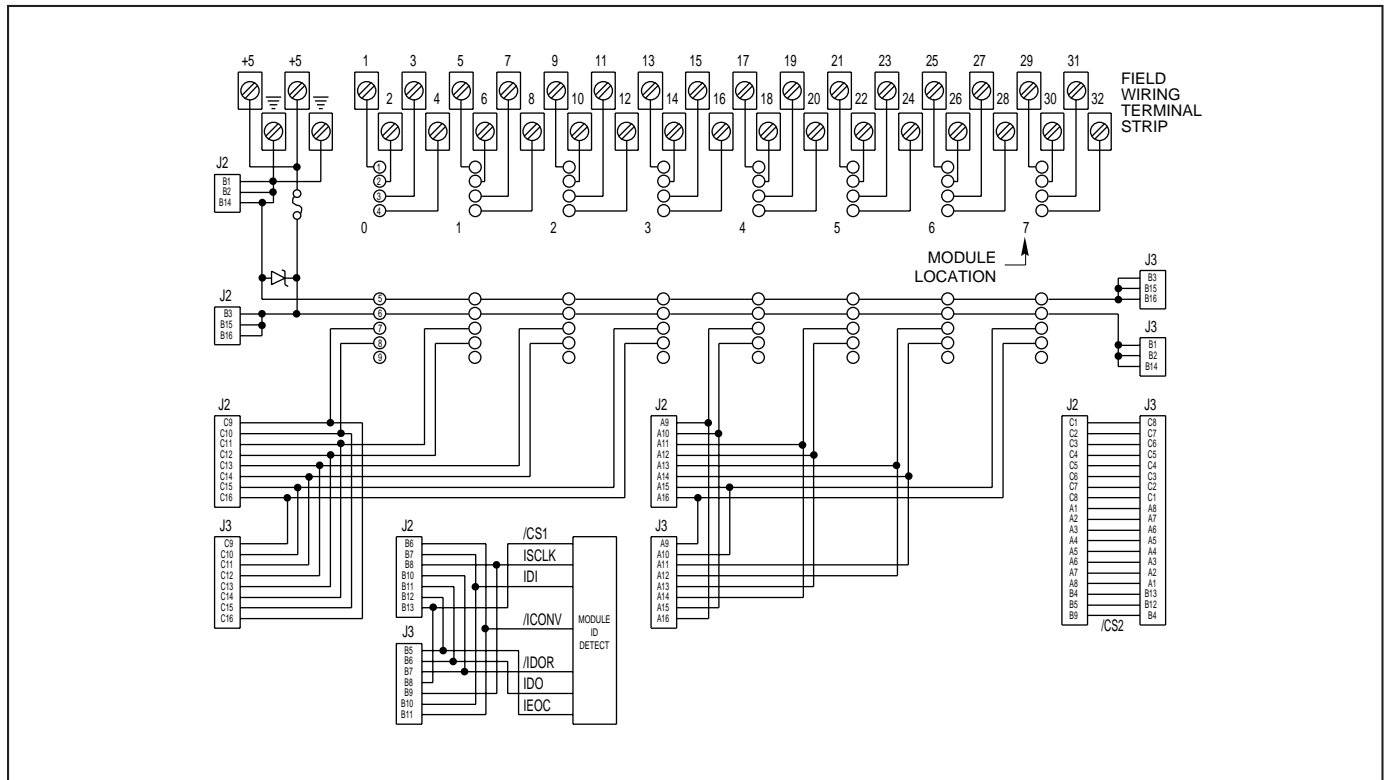 +5 +5 1 3 5 7 9 11 13 15 17 19 21 23 25 27 29 31
2 4 6 8 10 12 14 16 18 20 22 24 26 28 30 32
FIELD
WIRING
TERMINAL
STRIP
J2
B1
B2
B14
1
2
3
4
0 1 2 3 4 5 6 7
MODULE
LOCATION
J3
B3
B15
B16
J2
B3
B15
B16
5
6
7
8
9
J3
B1
B2
B14
J2
C9
C10
C11
C12
C13
C14
C15
C16
J2
A9
A10
A11
A12
A13
A14
A15
A16
J2 J3
C1 C8
C2 C7
C3 C6
C4 C5
C5 C4
C6 C3
C7 C2
C8 C1
A1 A8
A2 A7
A3 A6
A4 A5
A5 A4
A6 A3
A7 A2
A8 A1
B4 B13
B5 B12
B9 B4
/CS2
J3
C9
C10
C11
C12
C13
C14
C15
C16
J2
B6
B7
B8
B10
B11
B12
B13
J3
B5
B6
B7
B8
B9
B10
B11
/CS1
ISCLK
IDI
/ICONV
/IDOR
IDO
IEOC
MODULE
ID
DETECT
J3
A9
A10
A11
A12
A13
A14
A15
A16